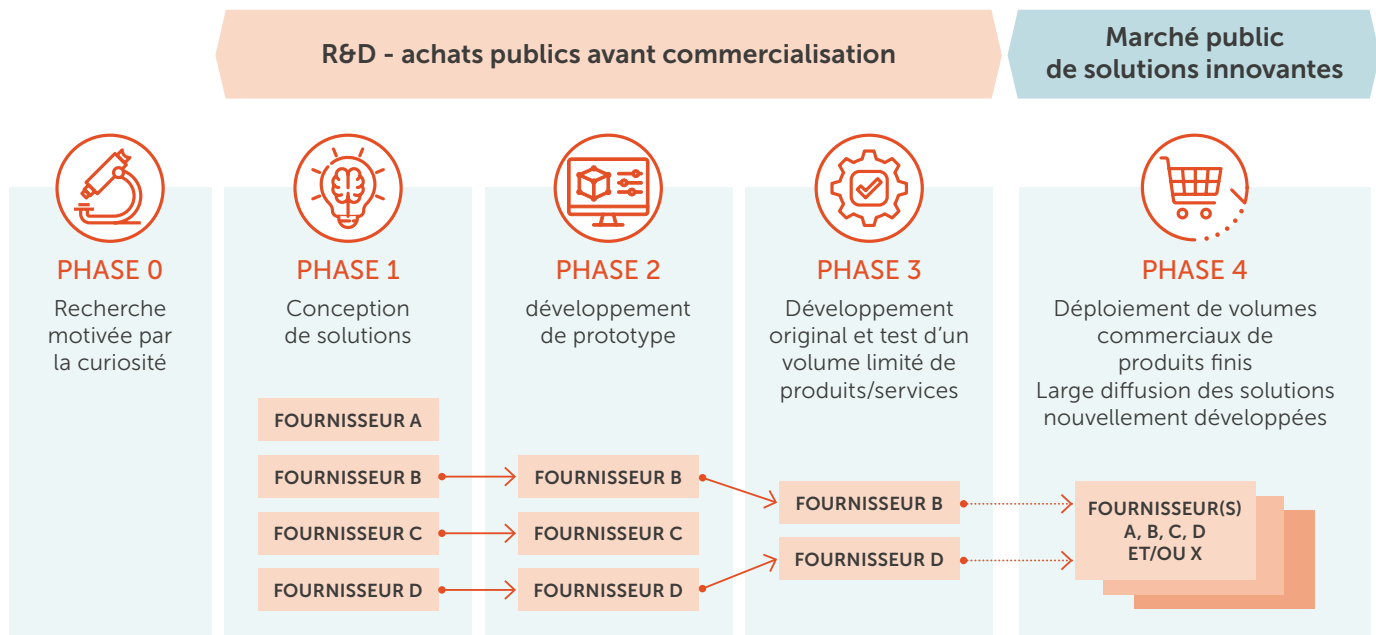 R&D - achats publics avant commercialisation
Marché public
de solutions innovantes
PHASE 0
Recherche
motivée par
la curiosité
PHASE 1
Conception
de solutions
FOURNISSEUR A
FOURNISSEUR B
FOURNISSEUR C
FOURNISSEUR D
PHASE 2
développement
de prototype
FOURNISSEUR B
FOURNISSEUR C
FOURNISSEUR D
PHASE 3
Développement
original et test d’un
volume limité de
produits/services
FOURNISSEUR B
FOURNISSEUR D
PHASE 4
Déploiement de volumes
commerciaux de
produits finis
Large diffusion des solutions
nouvellement développées
FOURNISSEUR(S)
A, B, C, D
ET/OU X